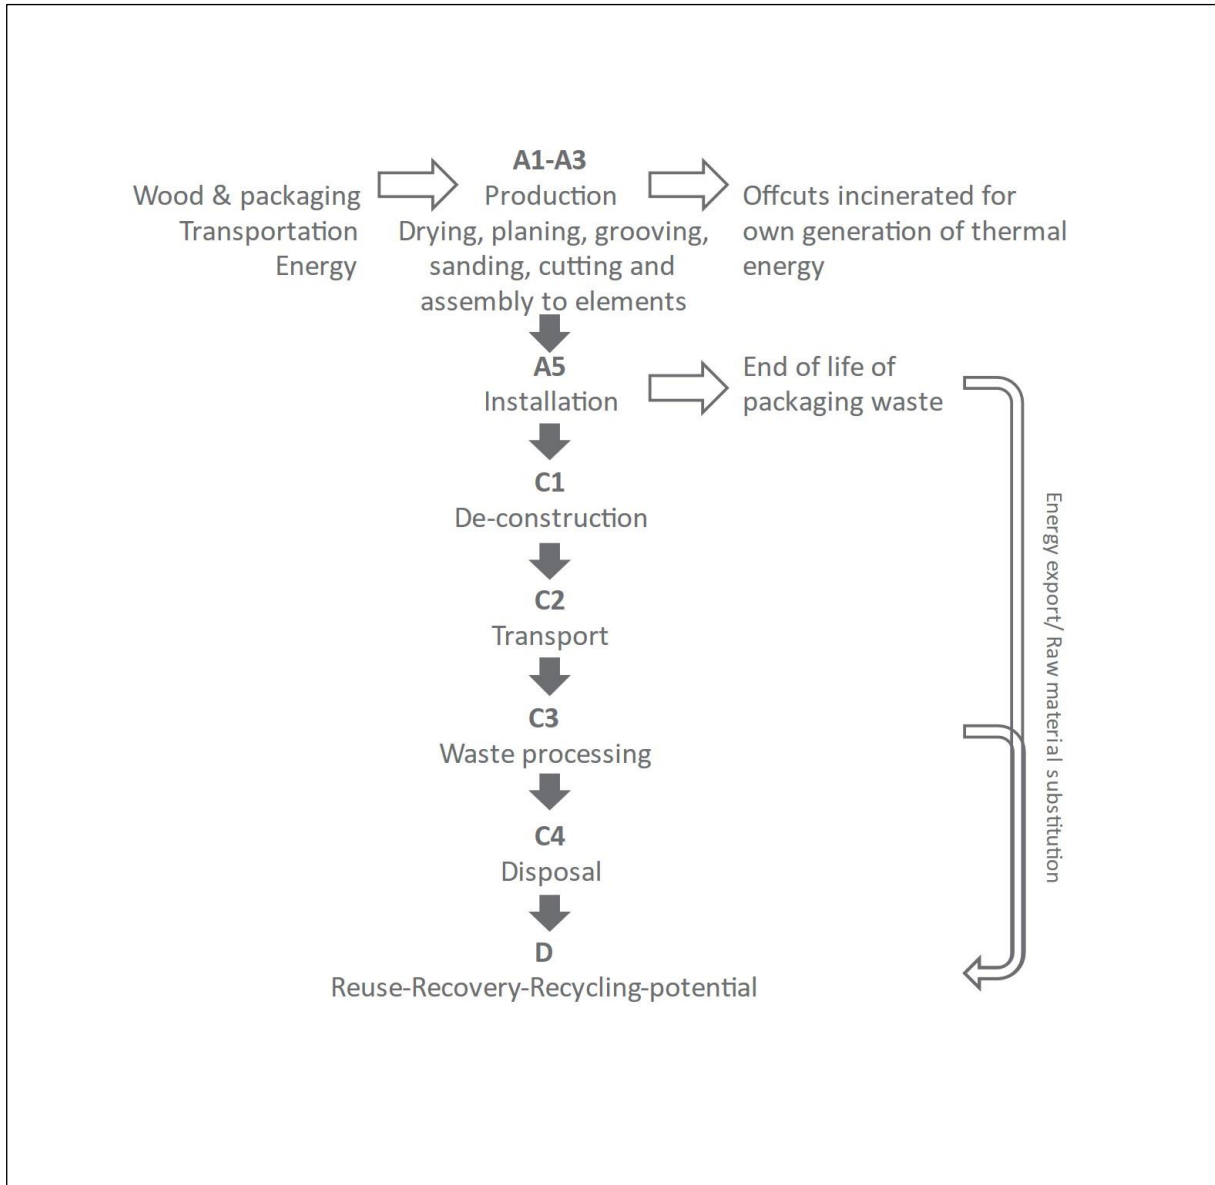 A1-A3
Wood & packaging
Transportation
Energy
Production
Drying, planing, grooving,
sanding, cutting and
assembly to elements
Offcuts incinerated for
own generation of thermal
energy
A5
Installation
End of life of
packaging waste
C1
De-construction
C2
Transport
C3
Waste processing
C4
Disposal
D
Reuse-Recovery-Recycling-potential
Energy export/ Raw material substitution